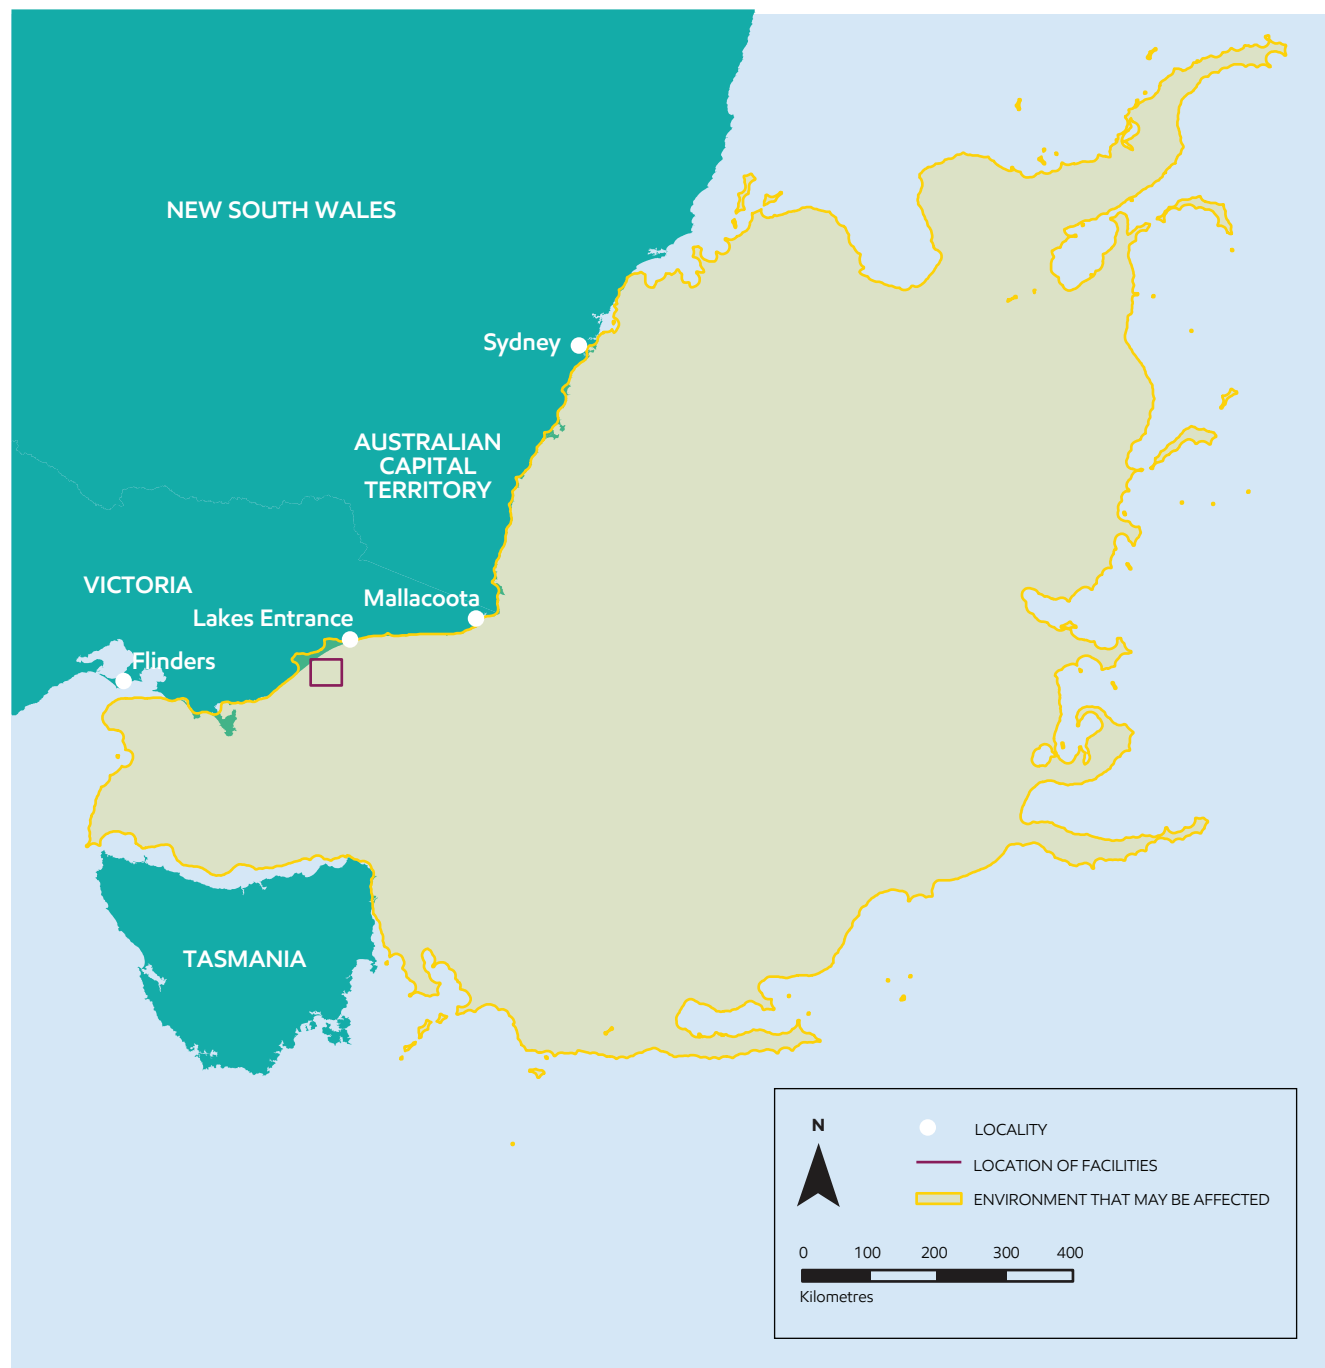 NEW SOUTH WALES
Sydney
AUSTRALIAN
CAPITAL
TERRITORY
VICTORIA
Mallacoota
Lakes Entrance
Flinders
TASMANIA
N
LOCALITY
LOCATION OF FACILITIES
ENVIRONMENT THAT MAY BE AFFECTED
0 100 200 300 400
Kilometres